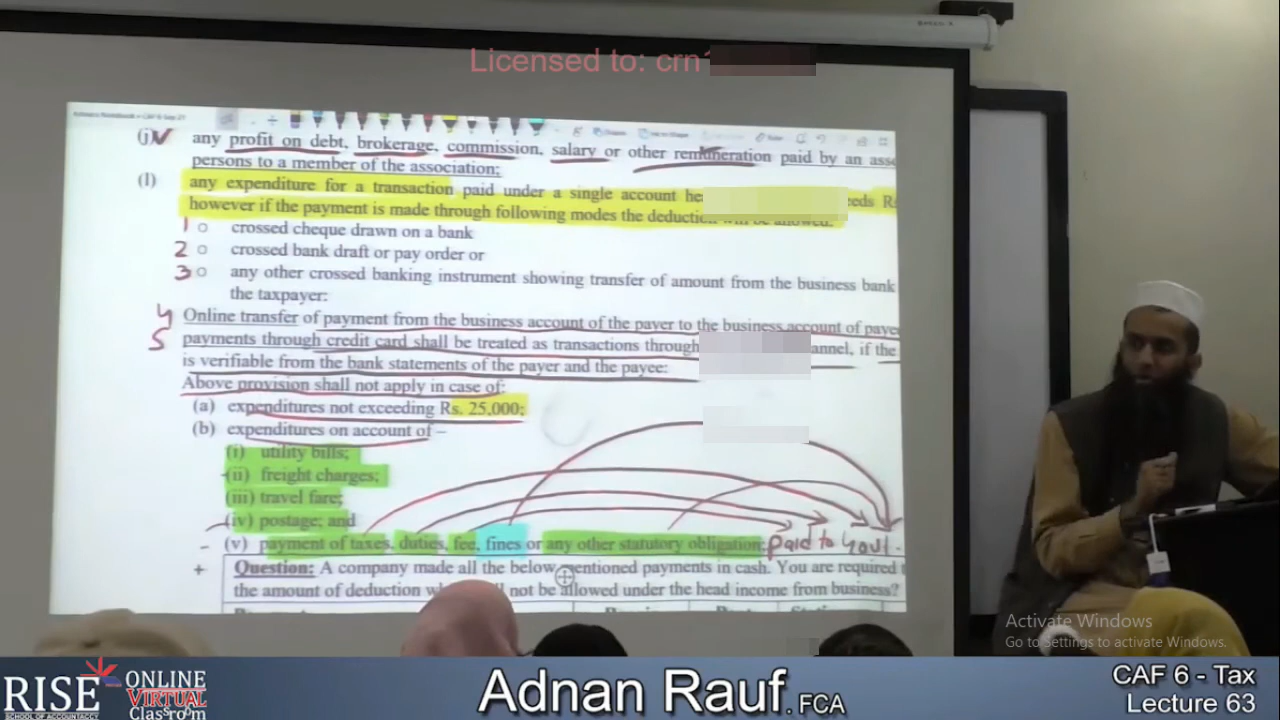 Licensed to: crn
(j) any profit on debt, brokerage, commission, salary or other remuneration paid by an
persons to a member of the association;
(l) any expenditure for a transaction paid under a single account
however if the payment is made through following modes the will be allowed.
1 ○ crossed cheque drawn on a bank
2 ○ crossed bank draft or pay order or
3 ○ any other crossed banking instrument showing transfer of amount from the business bank
the taxpayer:
4 Online transfer of payment from the business account of the payer to the business account of
5 payments through credit card shall be treated as transactions through if the
is verifiable from the bank statements of the payer and the payee:
Above provision shall not apply in case of:
(a) expenditures not exceeding Rs. 25,000;
(b) expenditures on account of –
(i) utility bills;
(ii) freight charges;
(iii) travel fare;
(iv) postage; and
(v) payment of taxes, duties, fee, fines or any other statutory obligation; paid to Govt.
+ Question: A company made all the below mentioned payments in cash. You are required
the amount of deduction not be allowed under the head income from business?
Activate Windows
Go to Settings to activate Windows.
RISE
SCHOOL OF ACCOUNTANCY
ONLINE
VIRTUAL
Classroom
Adnan Rauf. FCA
CAF 6 - Tax
Lecture 63